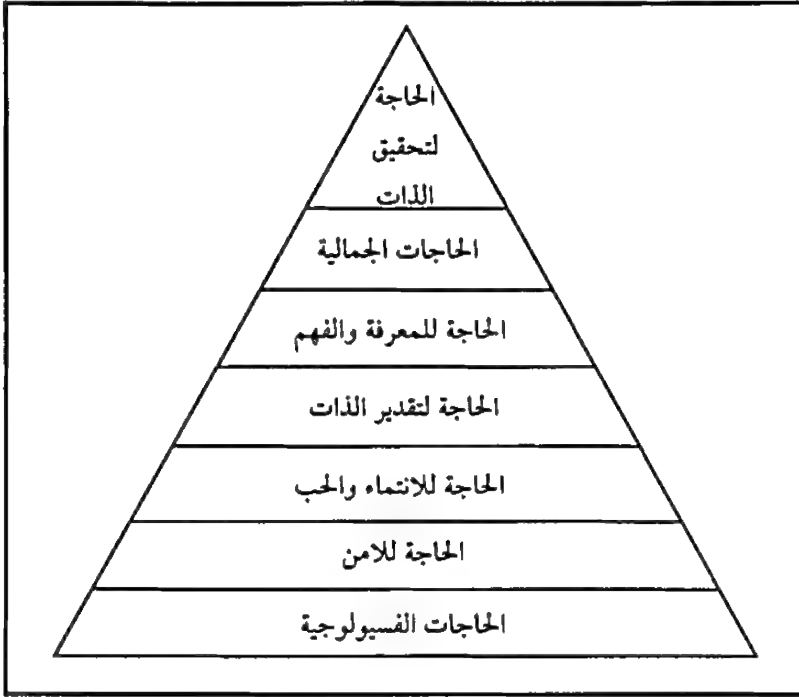 الحاجة
لتحقيق
الذات
الحاجات الجمالية
الحاجة للمعرفة والفهم
الحاجة لتقدير الذات
الحاجة للانتماء والحب
الحاجة للامن
الحاجات الفسيولوجية